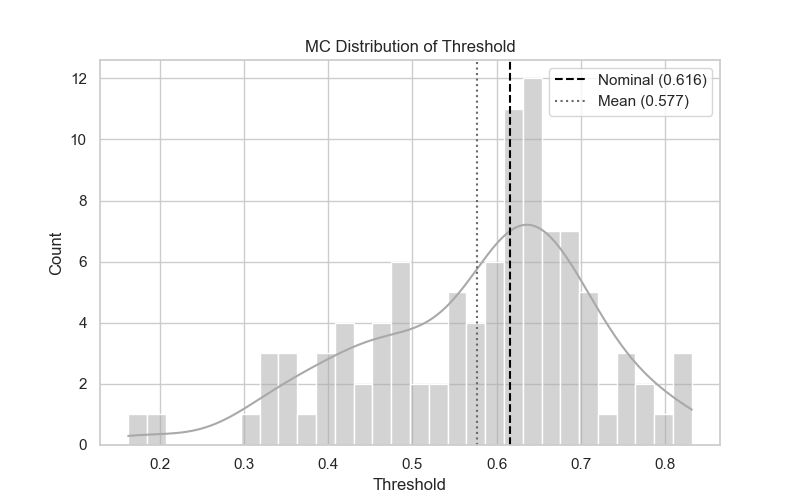 MC Distribution of Threshold
Nominal (0.616)
Mean (0.577)
Count
12
10
8
6
4
2
0
0.2 0.3 0.4 0.5 0.6 0.7 0.8
Threshold